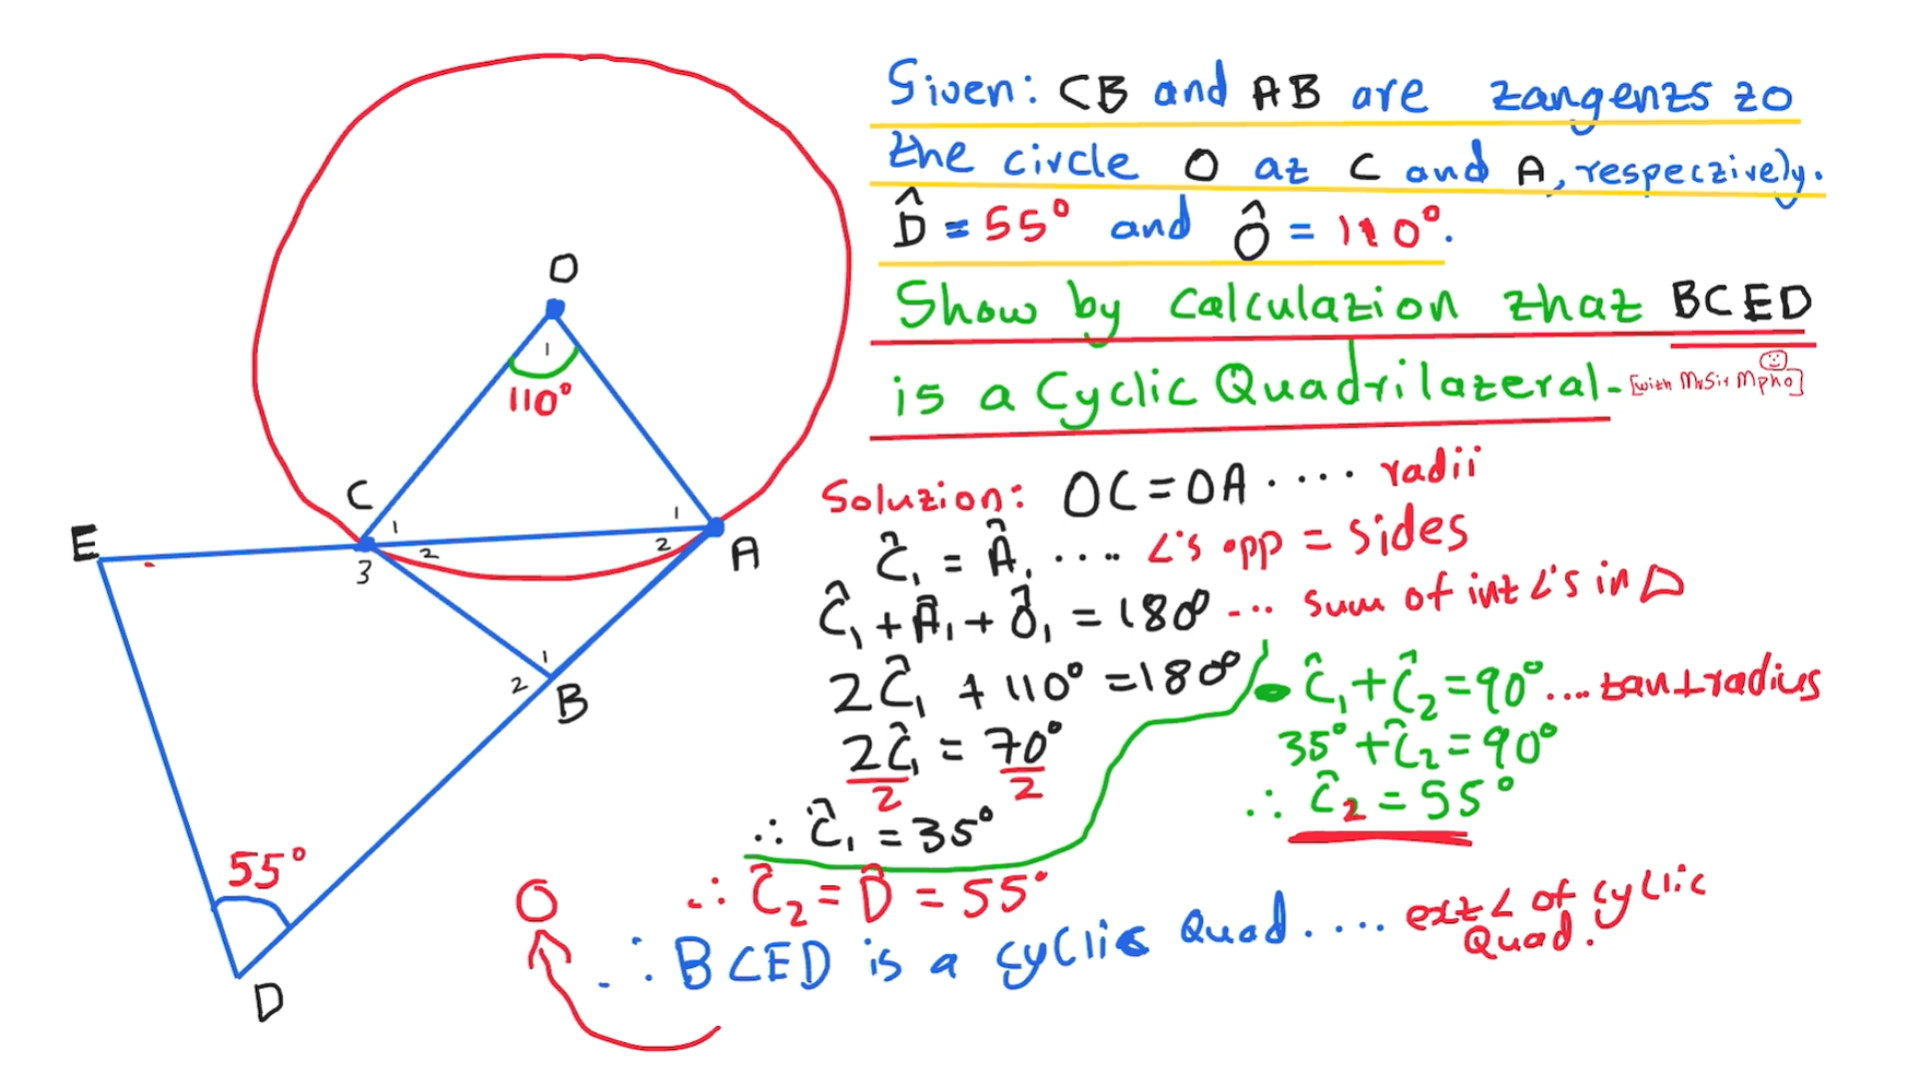 Given: CB and AB are tangents to
the circle O at C and A, respectively.
D̂ = 55° and Ô = 110°.
Show by Calculation that BCED
is a Cyclic Quadrilateral. [with MrSir Mpho]
O
1
110°
C
1
1
E
2
2
A
3
1
2
B
55°
D
Solution: OC = OA .... radii
Ĉ₁ = Â₁ .... ∠'s opp = sides
Ĉ₁ + Â₁ + Ô₁ = 180° ... sum of int ∠'s in △
2Ĉ₁ + 110° = 180°
2Ĉ₁ = 70°
2 2
∴ Ĉ₁ = 35°
Ĉ₁ + Ĉ₂ = 90° .... tan ⊥ radius
35° + Ĉ₂ = 90°
∴ Ĉ₂ = 55°
∴ Ĉ₂ = D̂ = 55°
O
∴ BCED is a cyclic Quad .... ext ∠ of cyclic
Quad.